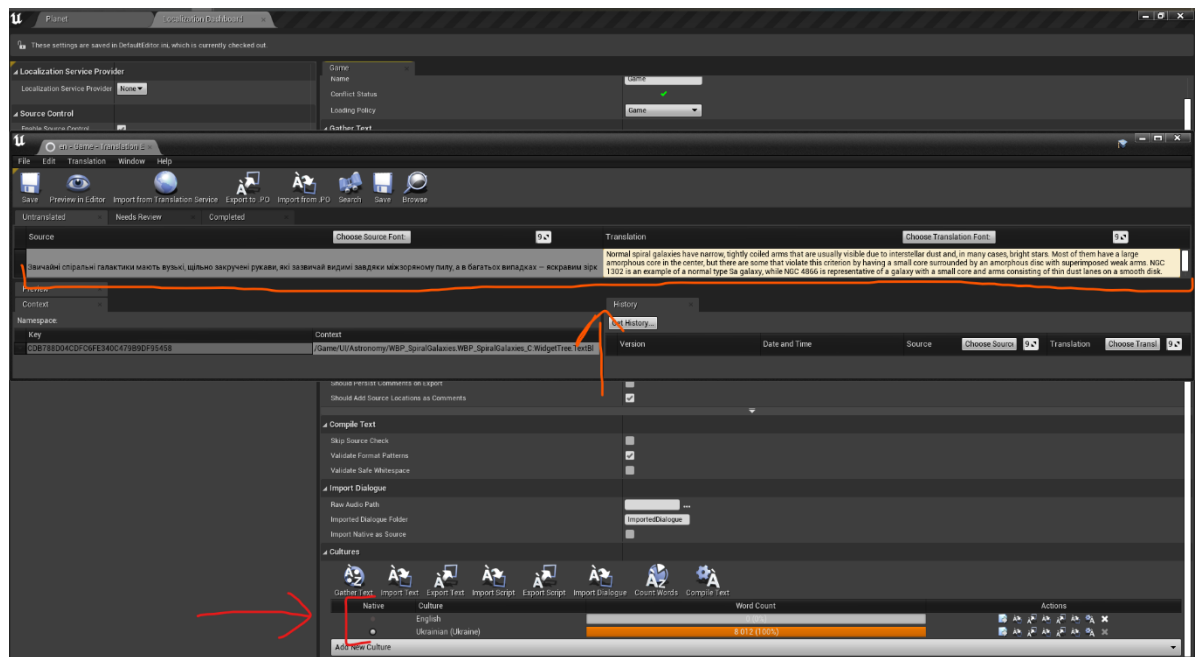 Planet
Localization Dashboard
These settings are saved in DefaultEditor.ini, which is currently checked out.
Localization Service Provider
Localization Service Provider None
Source Control
Enable Source Control
Game
Name Game
Conflict Status
Loading Policy Game
Gather Text
en - Game - Translation E
File Edit Translation Window Help
Save Preview in Editor Import from Translation Service Export to .PO Import from .PO Search Save Browse
Untranslated Needs Review Completed
Source Choose Source Font: 9 Translation Choose Translation Font: 9
Звичайні спіральні галактики мають вузькі, щільно закручені рукави, які зазвичай видимі завдяки міжзоряному пилу, а в багатьох випадках — яскравим зірк
Normal spiral galaxies have narrow, tightly coiled arms that are usually visible due to interstellar dust and, in many cases, bright stars. Most of them have a large
amorphous core in the center, but there are some that violate this criterion by having a small core surrounded by an amorphous disc with superimposed weak arms. NGC
1302 is an example of a normal type Sa galaxy, while NGC 4866 is representative of a galaxy with a small core and arms consisting of thin dust lanes on a smooth disk.
Preview
Context
Namespace:
Key Context
CDB788D04CDFC6FE340C479B9DF95458 /Game/UI/Astronomy/WBP_SpiralGalaxies.WBP_SpiralGalaxies_C:WidgetTree.TextBl
History
Get History...
Version Date and Time Source Choose Sourc 9 Translation Choose Transl 9
Should Persist Comments on Export
Should Add Source Locations as Comments
Compile Text
Skip Source Check
Validate Format Patterns
Validate Safe Whitespace
Import Dialogue
Raw Audio Path ...
Imported Dialogue Folder ImportedDialogue
Import Native as Source
Cultures
Gather Text Import Text Export Text Import Script Export Script Import Dialogue Count Words Compile Text
Native Culture Word Count Actions
English 0 (0%)
Ukrainian (Ukraine) 8 012 (100%)
Add New Culture